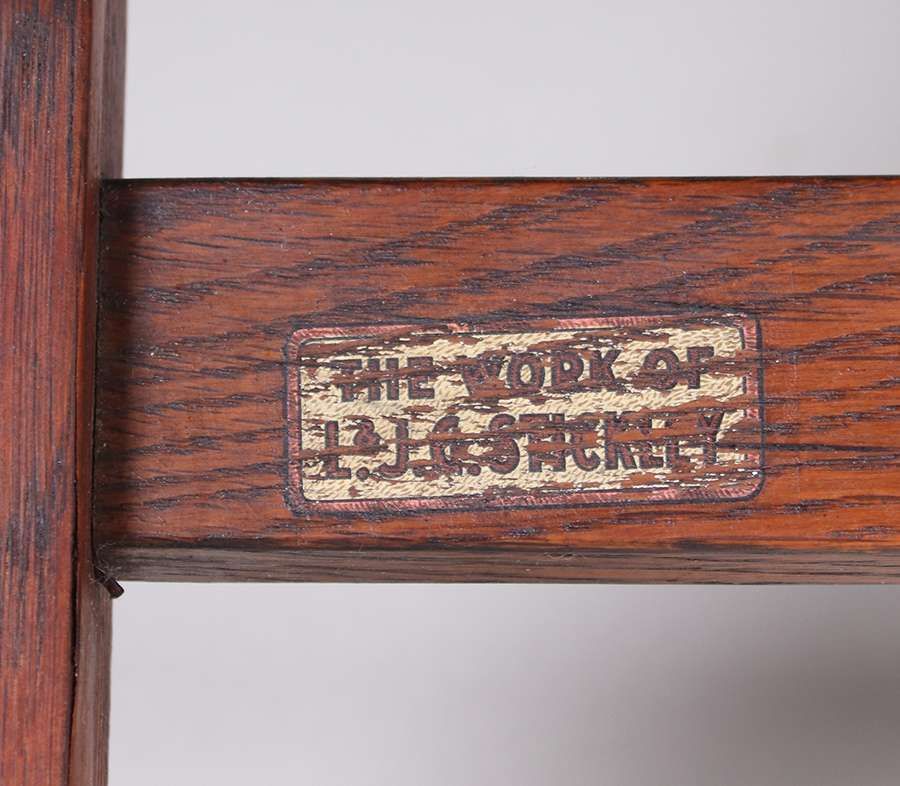 THE WORK OF
L. & J. G. STICKLEY